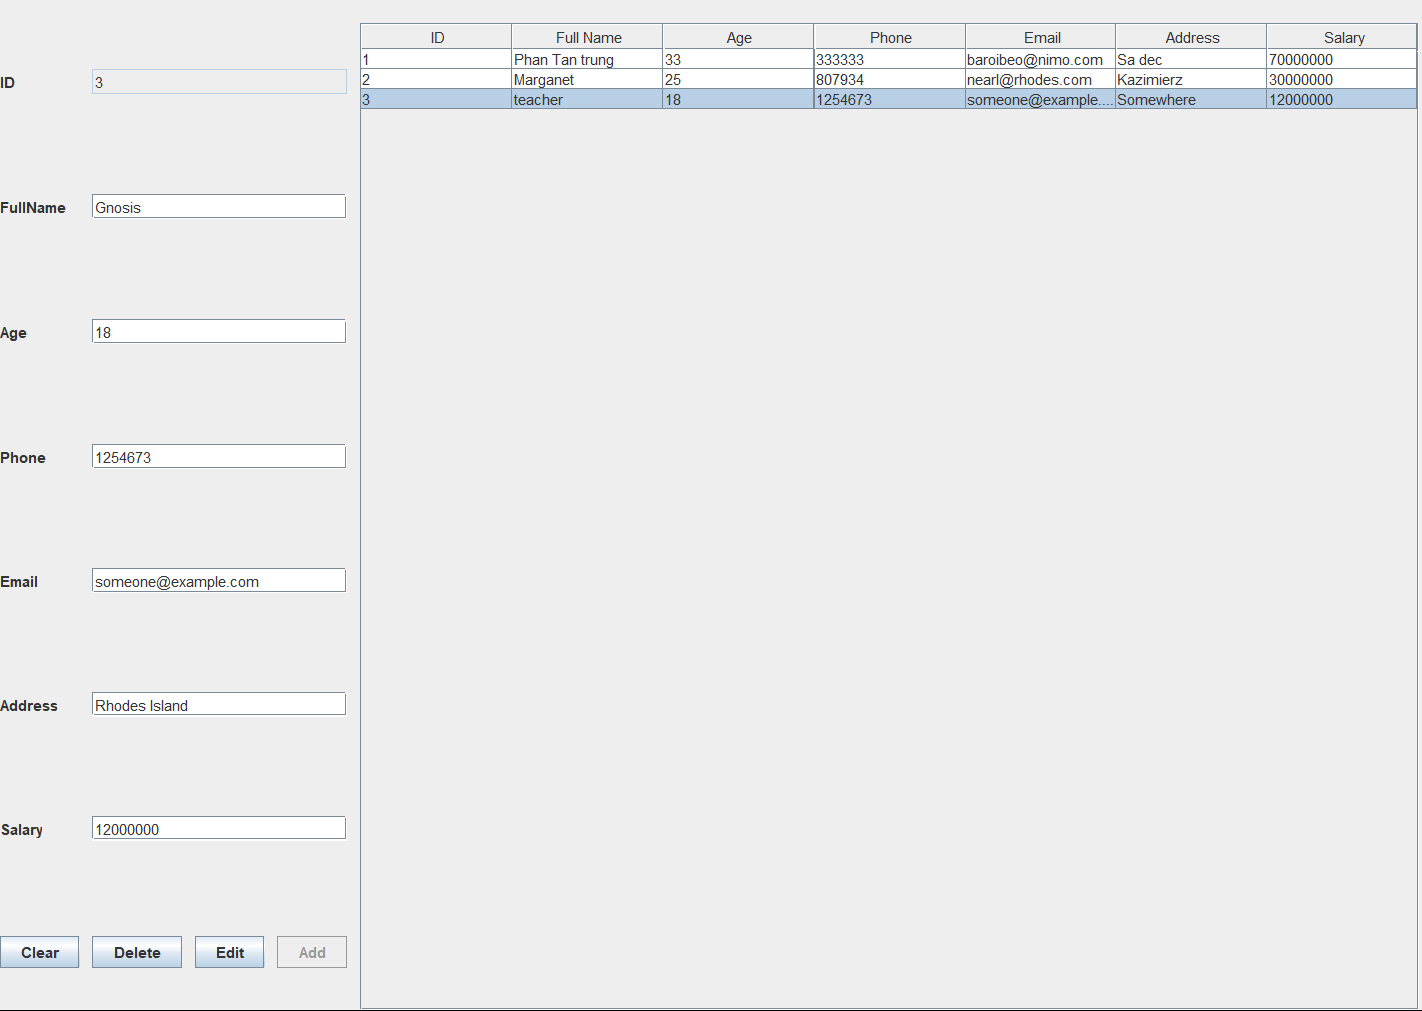 ID 3
FullName Gnosis
Age 18
Phone 1254673
Email someone@example.com
Address Rhodes Island
Salary 12000000
Clear Delete Edit Add
ID Full Name Age Phone Email Address Salary
1 Phan Tan trung 33 333333 baroibeo@nimo.com Sa dec 70000000
2 Marganet 25 807934 nearl@rhodes.com Kazimierz 30000000
3 teacher 18 1254673 someone@example.... Somewhere 12000000